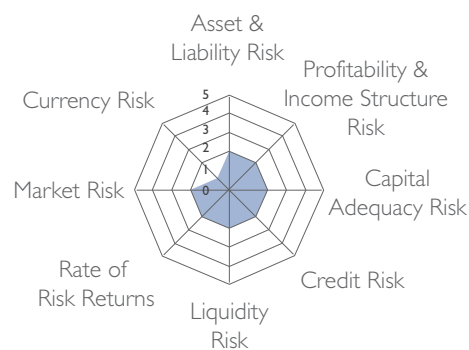 Asset &
Liability Risk
Profitability &
Income Structure
Risk
Currency Risk
5
4
3
2
1
0
Market Risk
Capital
Adequacy Risk
Rate of
Risk Returns
Credit Risk
Liquidity
Risk